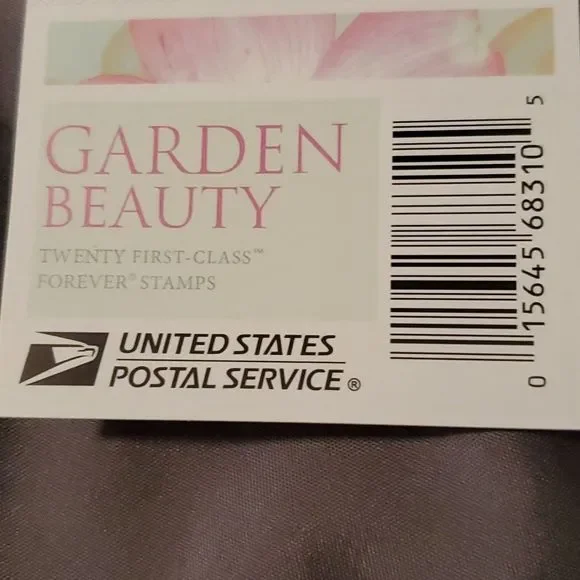 GARDEN
BEAUTY
TWENTY FIRST-CLASS™
FOREVER® STAMPS
UNITED STATES
POSTAL SERVICE®
0 15645 68310 5